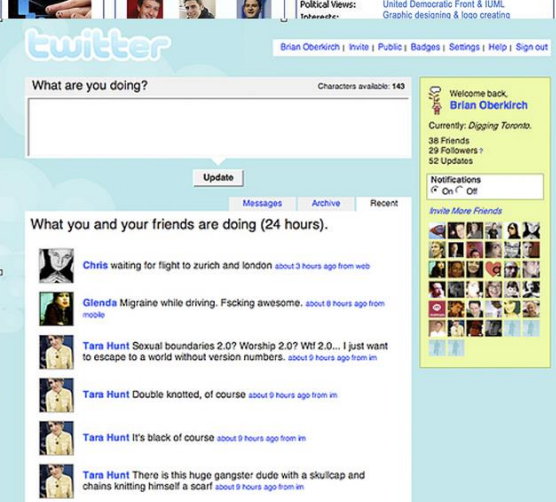 Political Views: United Democratic Front & IUML
Interests: Graphic designing & logo creating
twitter
Brian Oberkirch | Invite | Public | Badges | Settings | Help | Sign out
What are you doing?
Characters available: 143
Update
Messages Archive Recent
What you and your friends are doing (24 hours).
Chris waiting for flight to zurich and london about 3 hours ago from web
Glenda Migraine while driving. Fscking awesome. about 8 hours ago from
mobile
Tara Hunt Sexual boundaries 2.0? Worship 2.0? Wtf 2.0... I just want
to escape to a world without version numbers. about 9 hours ago from im
Tara Hunt Double knotted, of course about 9 hours ago from im
Tara Hunt It's black of course about 9 hours ago from im
Tara Hunt There is this huge gangster dude with a skullcap and
chains knitting himself a scarf about 9 hours ago from im
Welcome back,
Brian Oberkirch
Currently: Digging Toronto.
38 Friends
29 Followers ?
52 Updates
Notifications
On Off
Invite More Friends